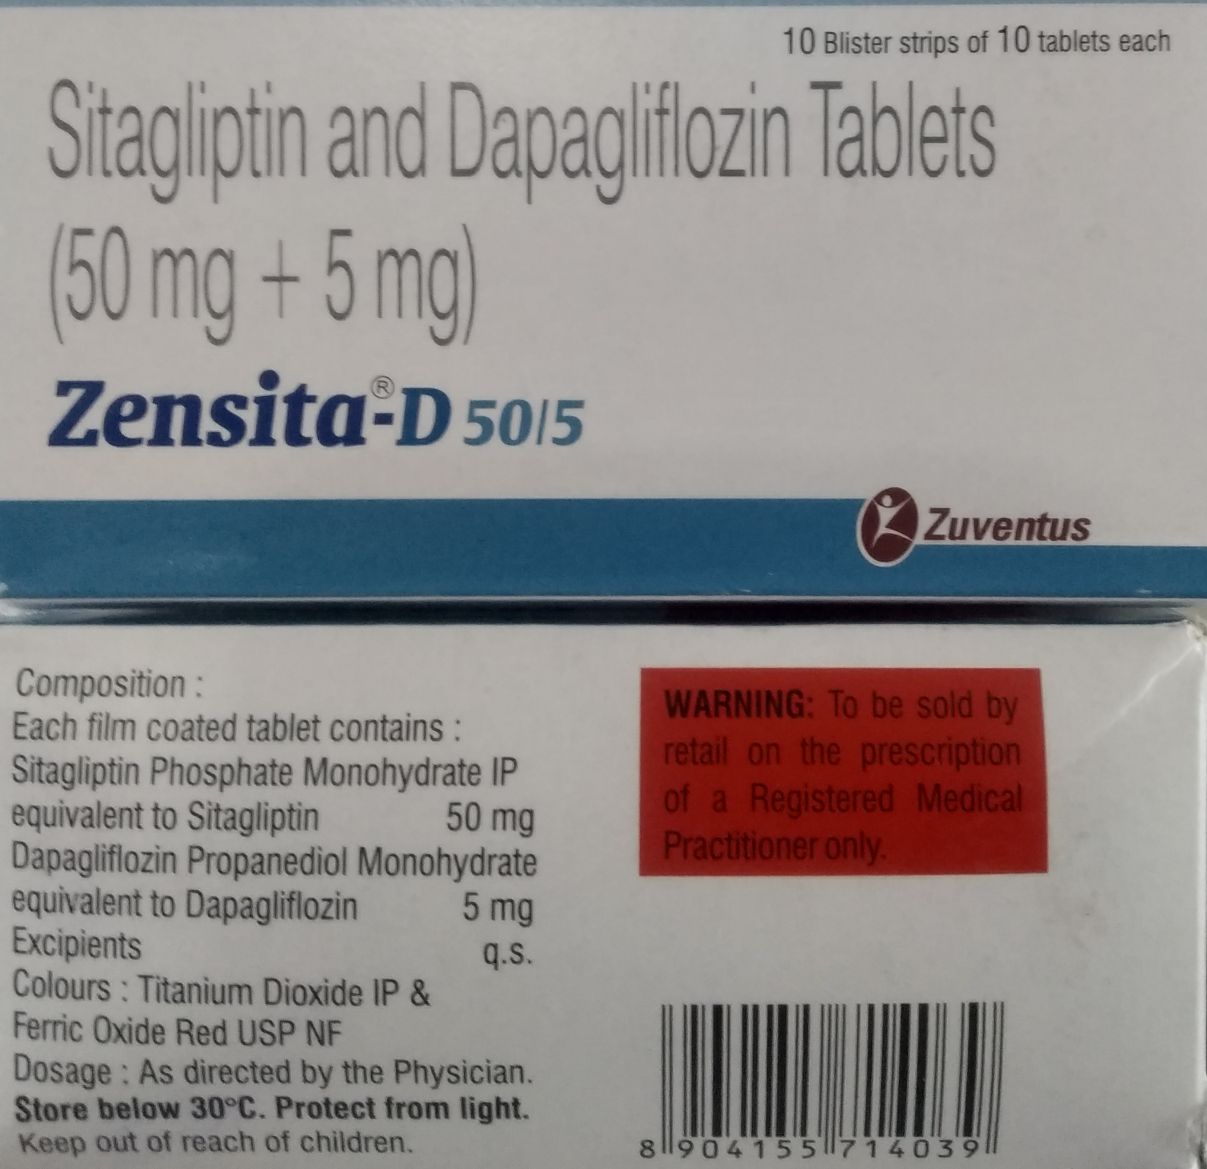 10 Blister strips of 10 tablets each
Sitagliptin and Dapagliflozin Tablets
(50 mg + 5 mg)
Zensita®-D 50/5
Zuventus
Composition :
Each film coated tablet contains :
Sitagliptin Phosphate Monohydrate IP
equivalent to Sitagliptin 50 mg
Dapagliflozin Propanediol Monohydrate
equivalent to Dapagliflozin 5 mg
Excipients q.s.
Colours : Titanium Dioxide IP &
Ferric Oxide Red USP NF
Dosage : As directed by the Physician.
Store below 30°C. Protect from light.
Keep out of reach of children.
WARNING: To be sold by
retail on the prescription
of a Registered Medical
Practitioner only.
8 904155 714039